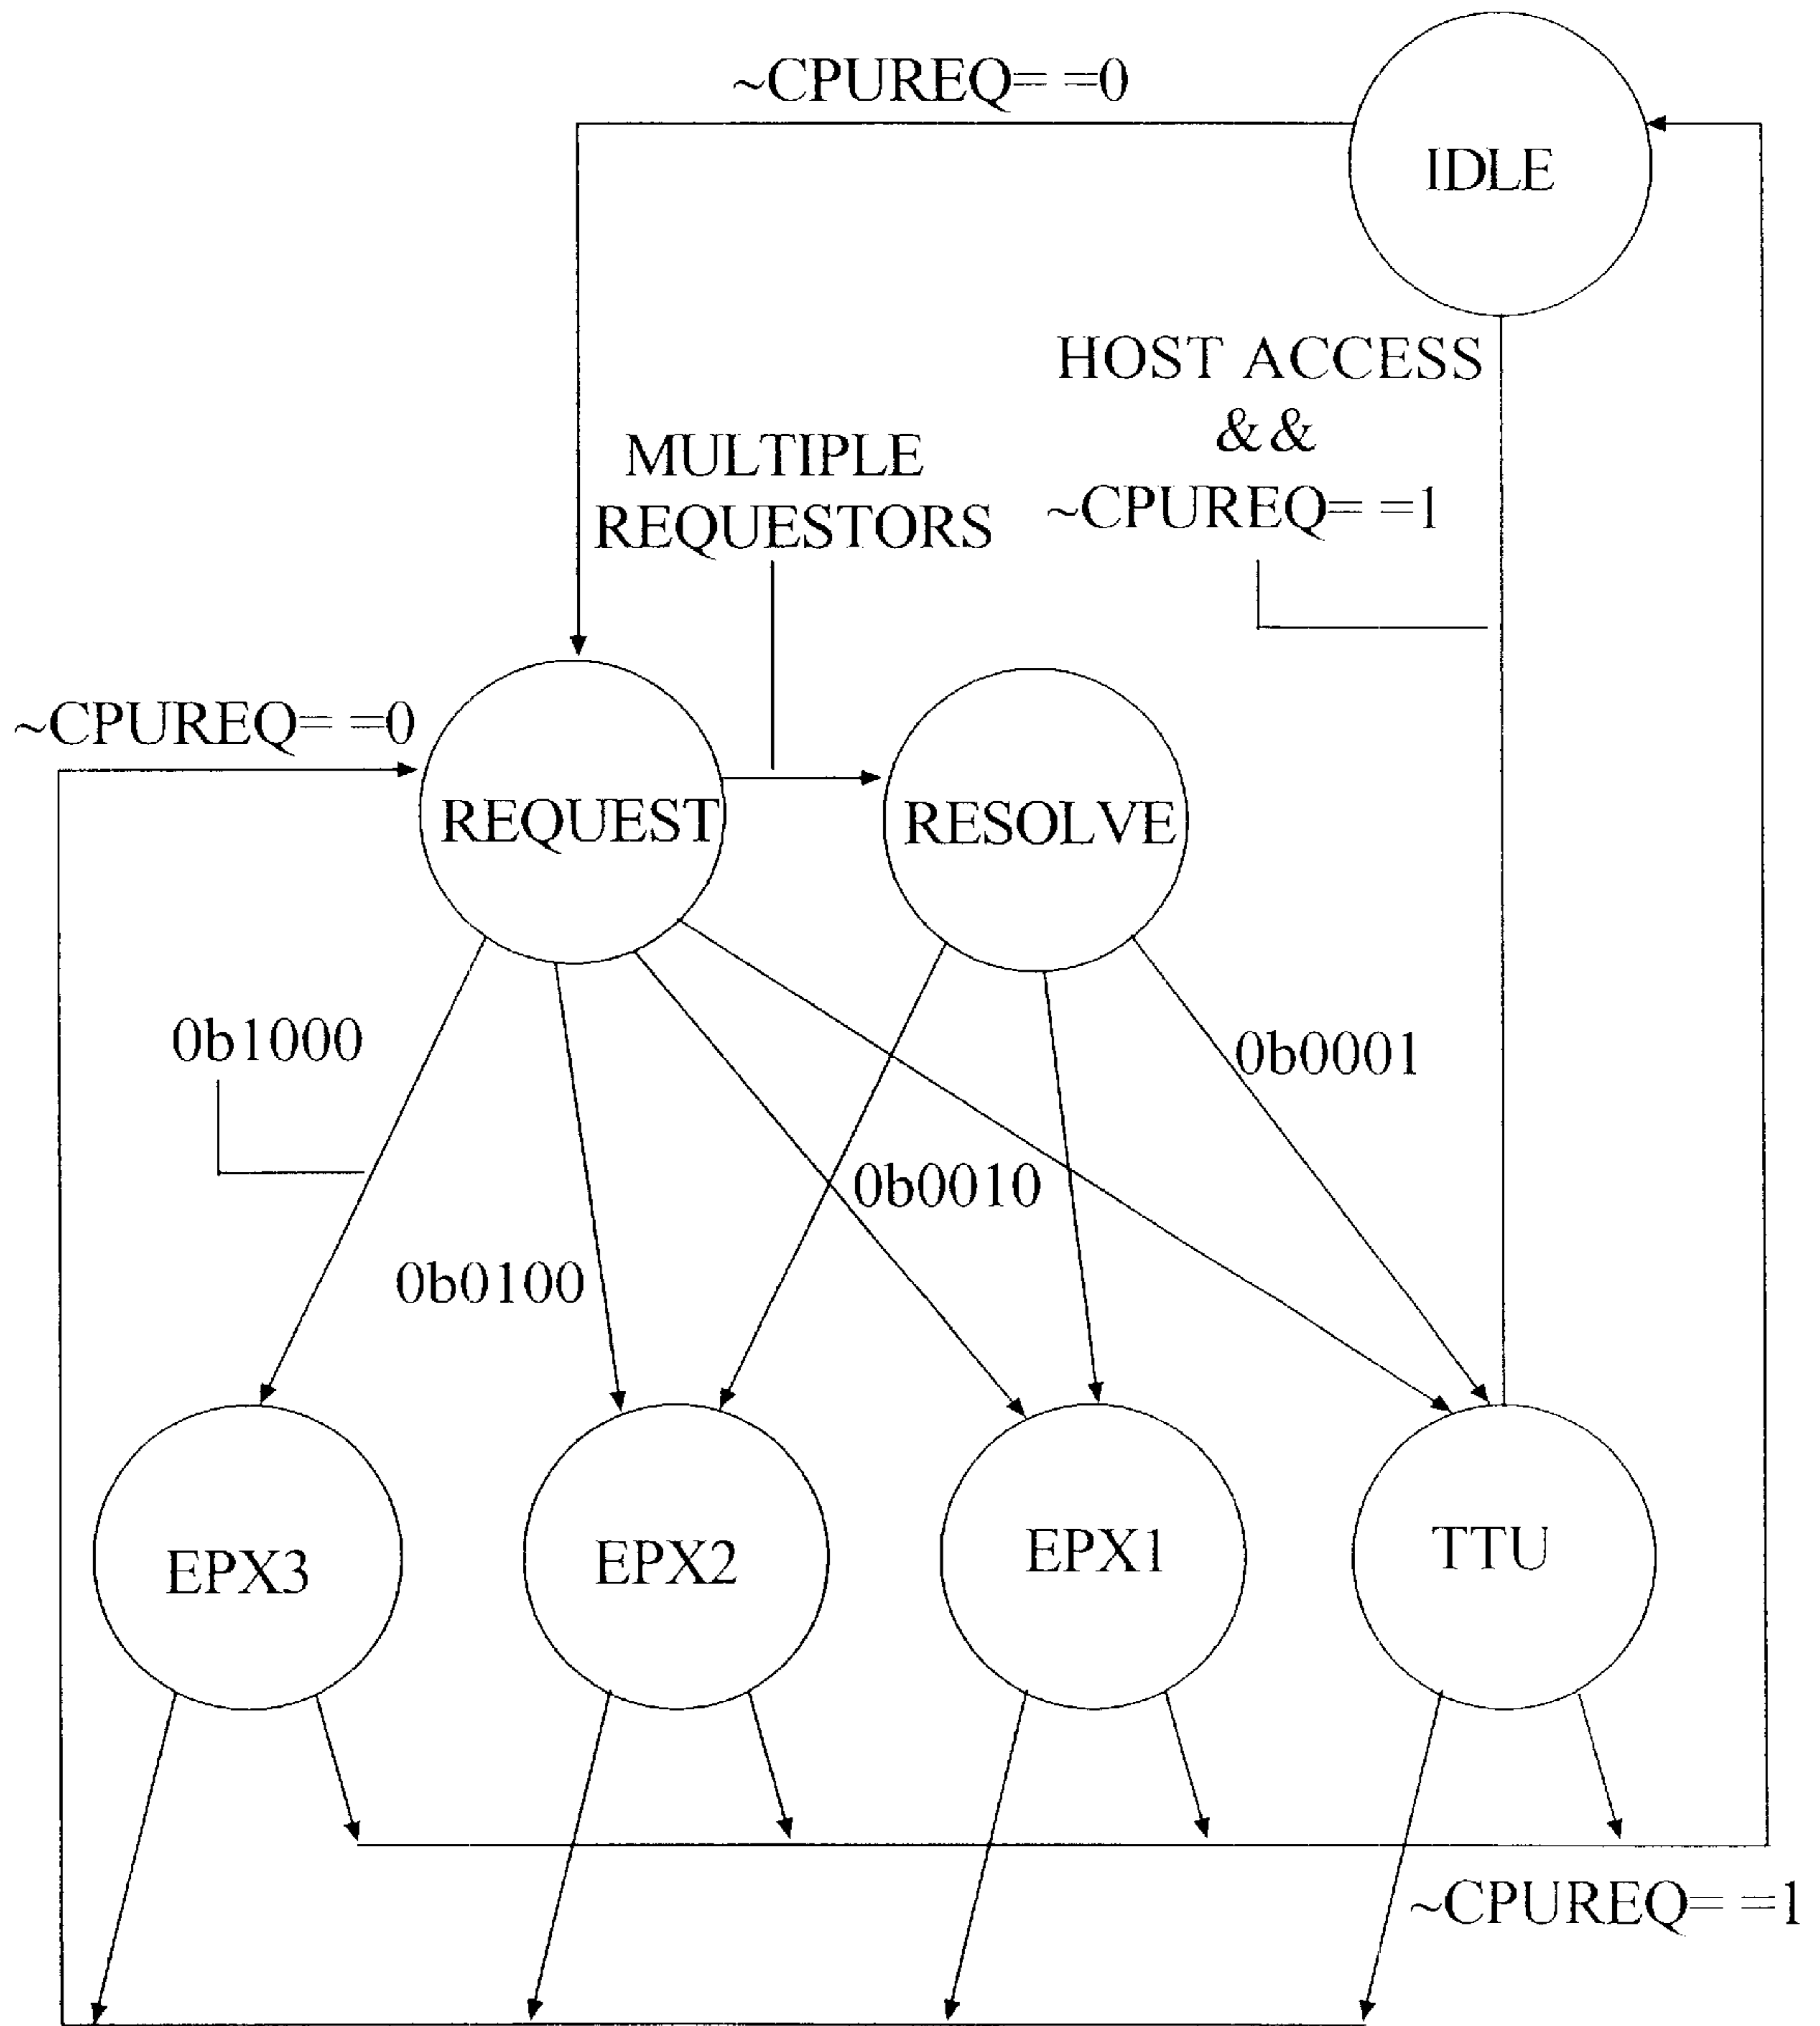 ~CPUREQ= =0
IDLE
HOST ACCESS
&&
~CPUREQ= =1
MULTIPLE
REQUESTORS
~CPUREQ= =0
REQUEST
RESOLVE
0b1000
0b0001
0b0010
0b0100
EPX3
EPX2
EPX1
TTU
~CPUREQ= =1